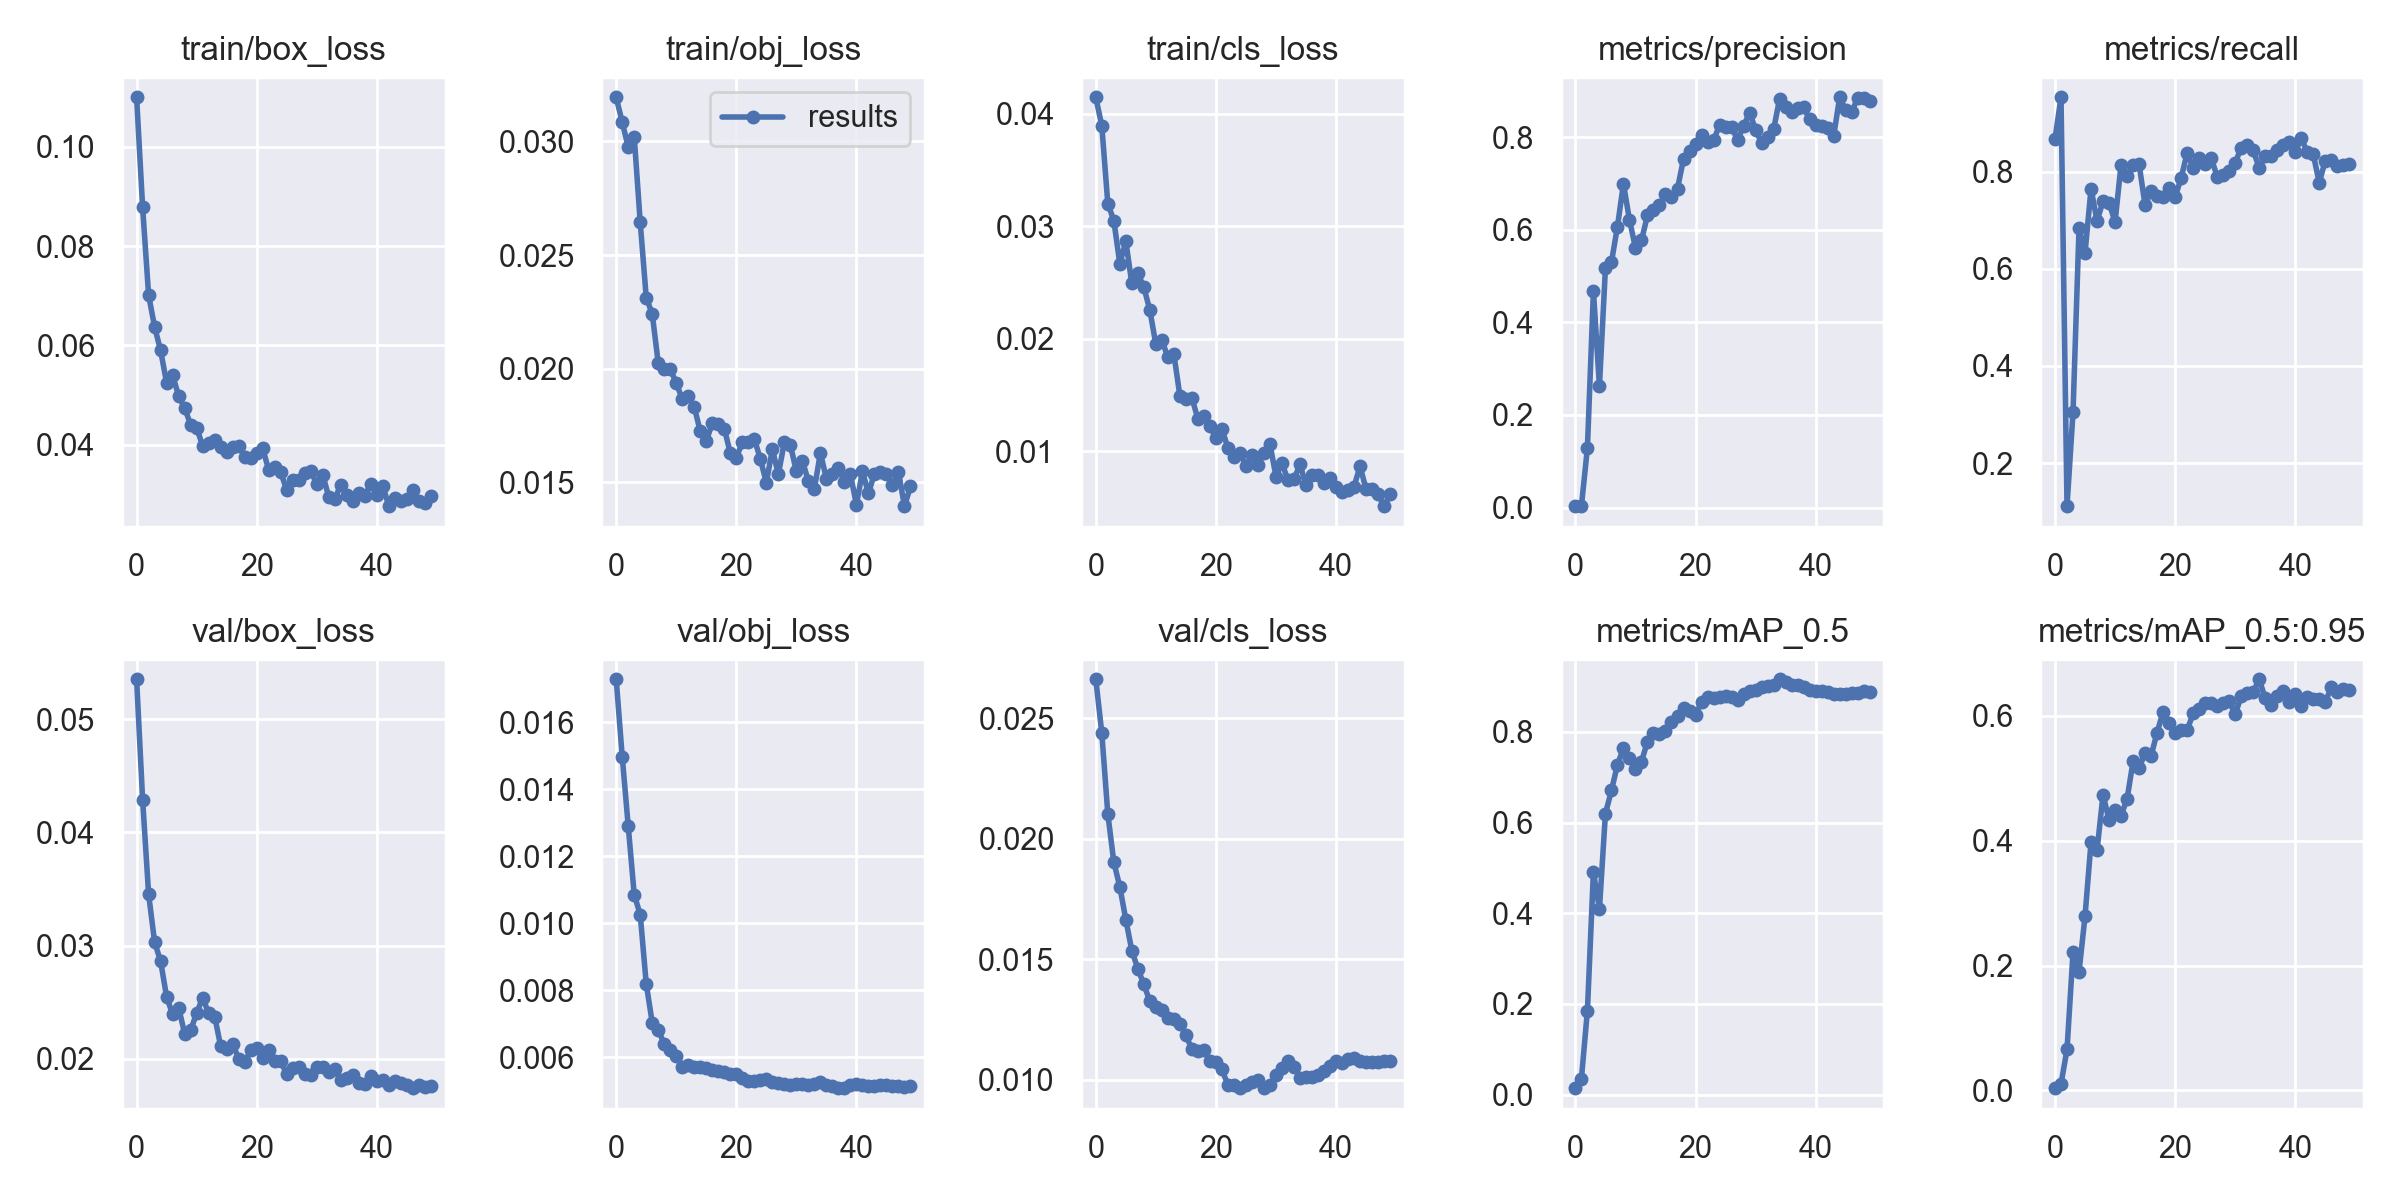 train/box_loss
0.10
0.08
0.06
0.04
0 20 40
train/obj_loss
results
0.030
0.025
0.020
0.015
0 20 40
train/cls_loss
0.04
0.03
0.02
0.01
0 20 40
metrics/precision
0.8
0.6
0.4
0.2
0.0
0 20 40
metrics/recall
0.8
0.6
0.4
0.2
0 20 40
val/box_loss
0.05
0.04
0.03
0.02
0 20 40
val/obj_loss
0.016
0.014
0.012
0.010
0.008
0.006
0 20 40
val/cls_loss
0.025
0.020
0.015
0.010
0 20 40
metrics/mAP_0.5
0.8
0.6
0.4
0.2
0.0
0 20 40
metrics/mAP_0.5:0.95
0.6
0.4
0.2
0.0
0 20 40